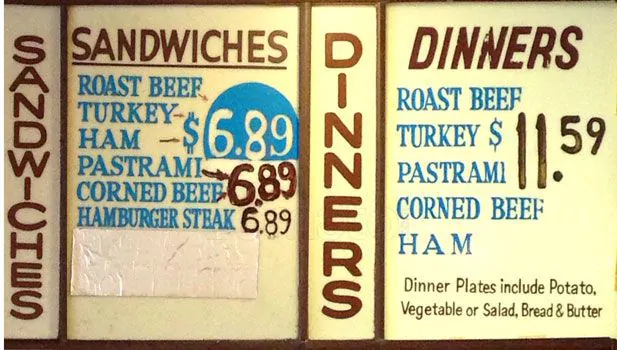 SANDWICHES
SANDWICHES
ROAST BEEF
TURKEY
HAM $6.89
PASTRAMI
CORNED BEEF 6.89
HAMBURGER STEAK 6.89
DINNERS
DINNERS
ROAST BEEF
TURKEY $11.59
PASTRAMI
CORNED BEEF
HAM
Dinner Plates include Potato,
Vegetable or Salad, Bread & Butter